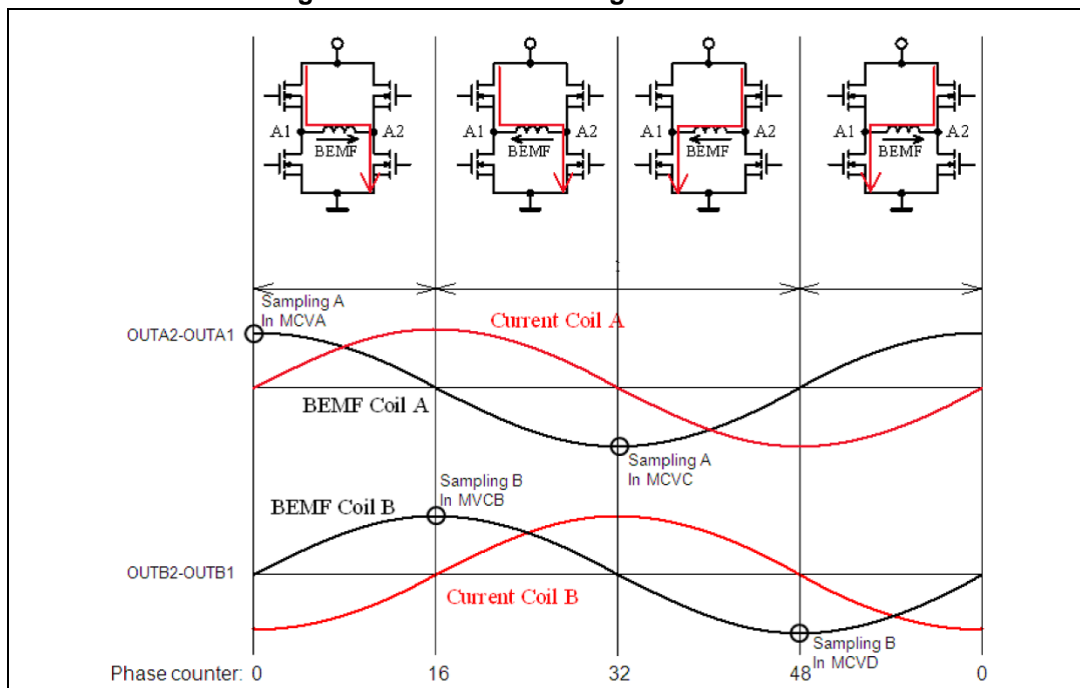 A1 A2 A1 A2 A1 A2 A1 A2
BEMF BEMF BEMF BEMF
Sampling A
In MCVA
OUTA2-OUTA1
Current Coil A
BEMF Coil A
Sampling A
In MCVC
Sampling B
In MVCB
BEMF Coil B
OUTB2-OUTB1
Current Coil B
Sampling B
In MCVD
Phase counter: 0 16 32 48 0